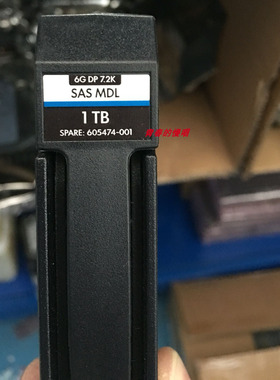 6G DP 7.2K
SAS MDL
1 TB
SPARE: 605474-001